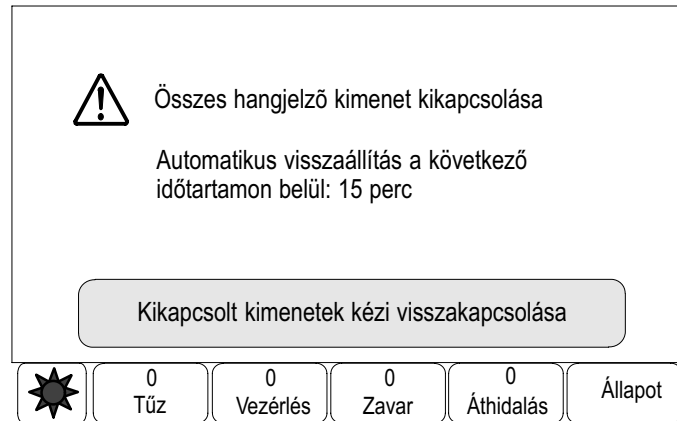 Összes hangjelzõ kimenet kikapcsolása
Automatikus visszaállítás a következő
időtartamon belül: 15 perc
Kikapcsolt kimenetek kézi visszakapcsolása
0
Tűz
0
Vezérlés
0
Zavar
0
Áthidalás
Állapot